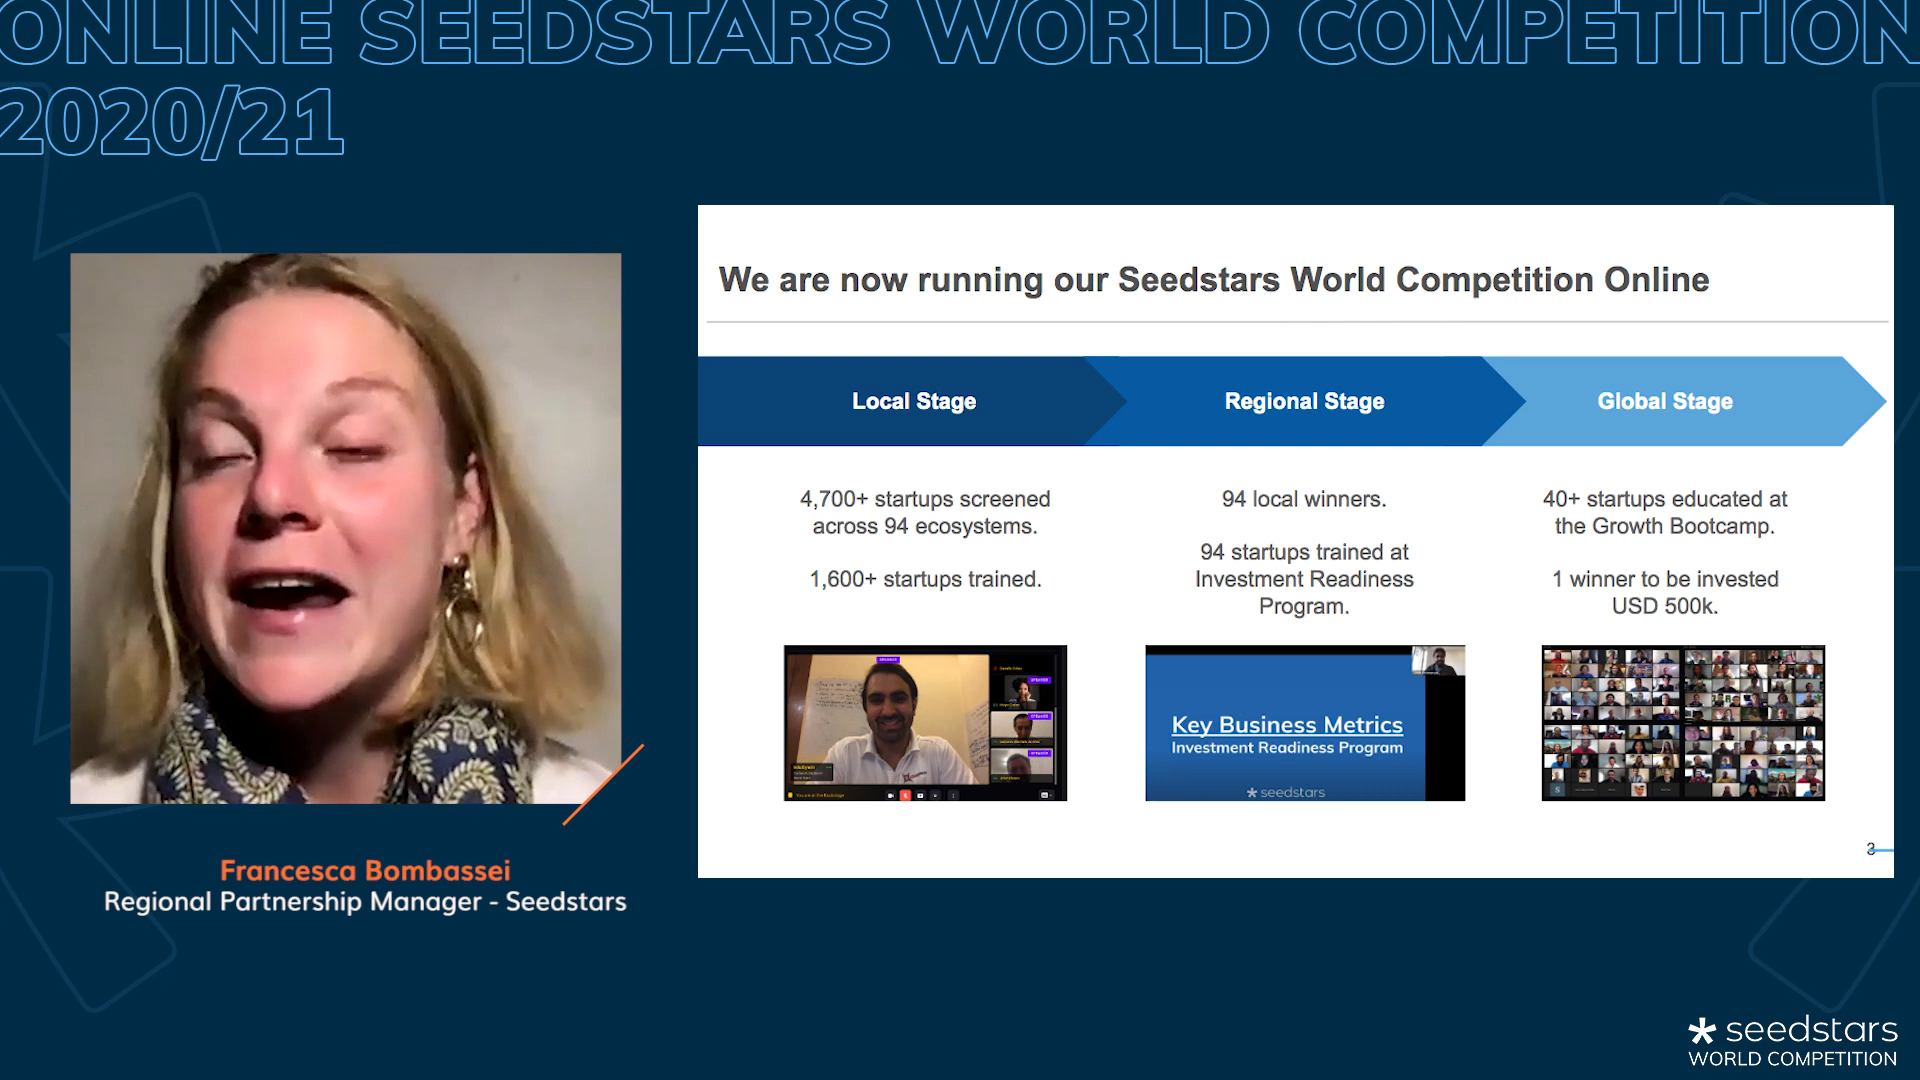 ONLINE SEEDSTARS WORLD COMPETITION
2020/21
We are now running our Seedstars World Competition Online
Local Stage
Regional Stage
Global Stage
4,700+ startups screened
across 94 ecosystems.
1,600+ startups trained.
94 local winners.
94 startups trained at
Investment Readiness
Program.
40+ startups educated at
the Growth Bootcamp.
1 winner to be invested
USD 500k.
Key Business Metrics
Investment Readiness Program
seedstars
3
Francesca Bombassei
Regional Partnership Manager - Seedstars
seedstars
WORLD COMPETITION